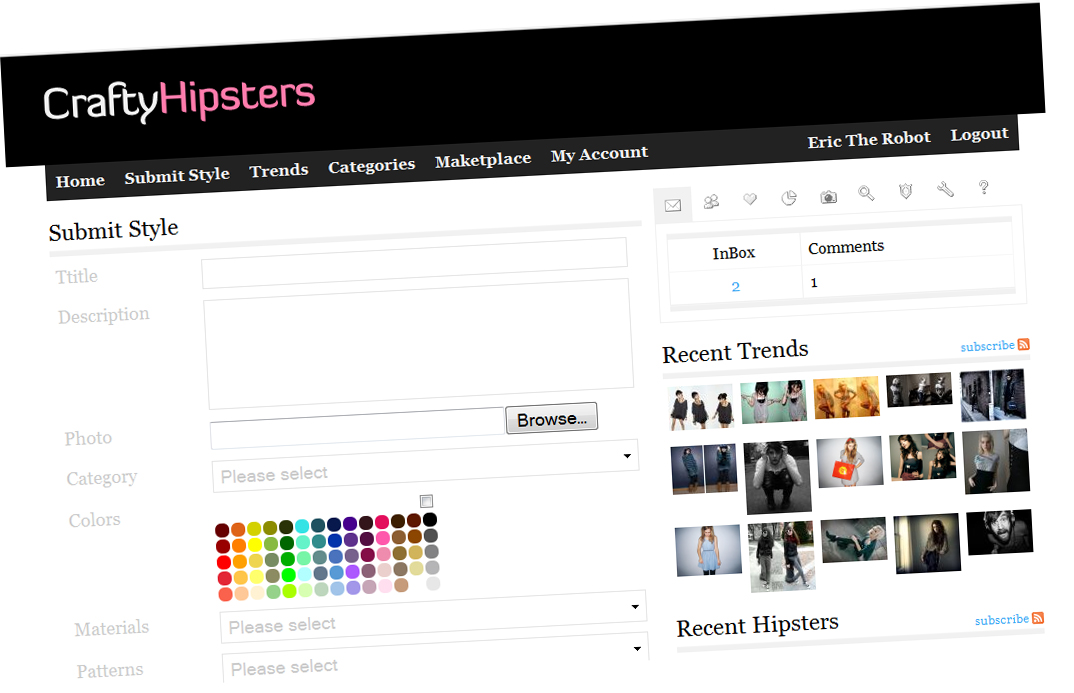 CraftyHipsters
Home Submit Style Trends Categories Maketplace My Account Eric The Robot Logout
Submit Style
Ttitle
Description
Photo Browse...
Category Please select
Colors
Materials Please select
Patterns Please select
?
InBox Comments
2 1
Recent Trends subscribe
Recent Hipsters subscribe